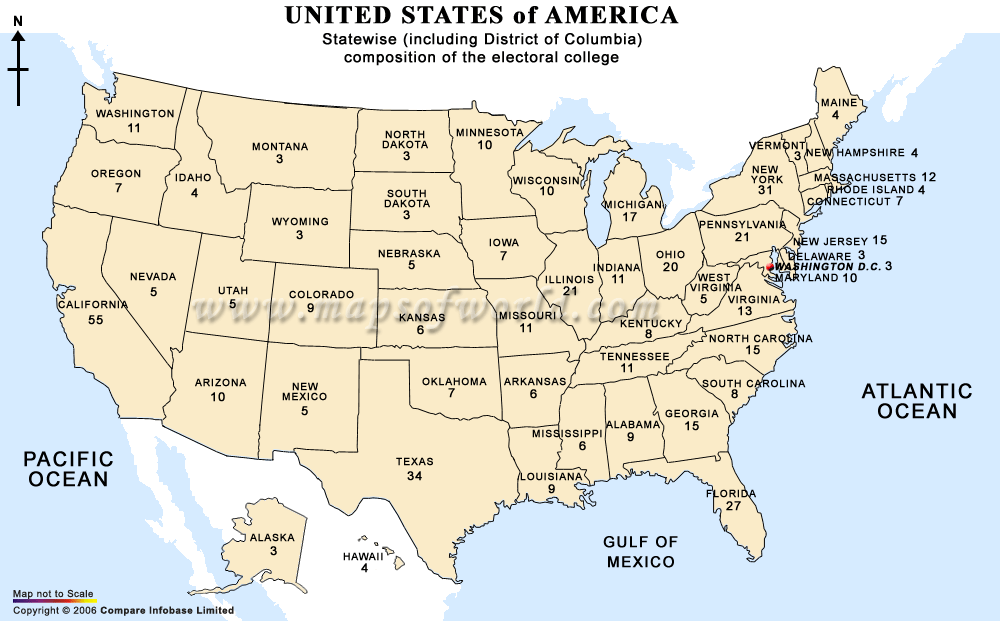 UNITED STATES of AMERICA
Statewise (including District of Columbia)
composition of the electoral college
N
WASHINGTON
11
OREGON
7
IDAHO
4
MONTANA
3
NORTH
DAKOTA
3
MINNESOTA
10
SOUTH
DAKOTA
3
WYOMING
3
WISCONSIN
10
MICHIGAN
17
MAINE
4
VERMONT
3
NEW HAMPSHIRE 4
NEW
YORK
31
MASSACHUSETTS 12
RHODE ISLAND 4
CONNECTICUT 7
PENNSYLVANIA
21
NEW JERSEY 15
DELAWARE 3
WASHINGTON D.C. 3
MARYLAND 10
NEBRASKA
5
IOWA
7
ILLINOIS
21
INDIANA
11
OHIO
20
WEST
VIRGINIA
5
VIRGINIA
13
NEVADA
5
UTAH
5
COLORADO
9
CALIFORNIA
55
www.mapsofworld.com
KANSAS
6
MISSOURI
11
KENTUCKY
8
NORTH CAROLINA
15
TENNESSEE
11
ARIZONA
10
NEW
MEXICO
5
OKLAHOMA
7
ARKANSAS
6
SOUTH CAROLINA
8
GEORGIA
15
ALABAMA
9
MISSISSIPPI
6
TEXAS
34
LOUISIANA
9
FLORIDA
27
ATLANTIC
OCEAN
PACIFIC
OCEAN
GULF OF
MEXICO
ALASKA
3
HAWAII
4
Map not to Scale
Copyright © 2006 Compare Infobase Limited